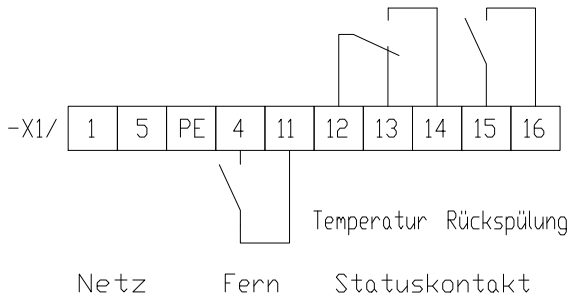 -X1/ 1 5 PE 4 11 12 13 14 15 16
Temperatur Rückspülung
Netz Fern Statuskontakt